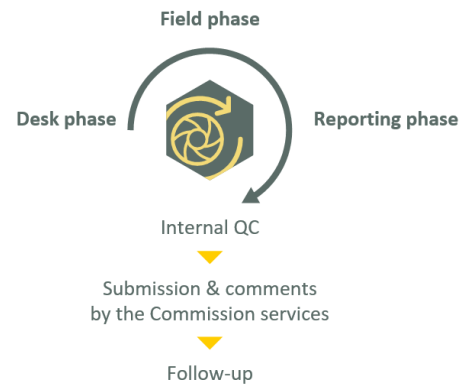 Field phase
Desk phase
Reporting phase
Internal QC
Submission & comments
by the Commission services
Follow-up